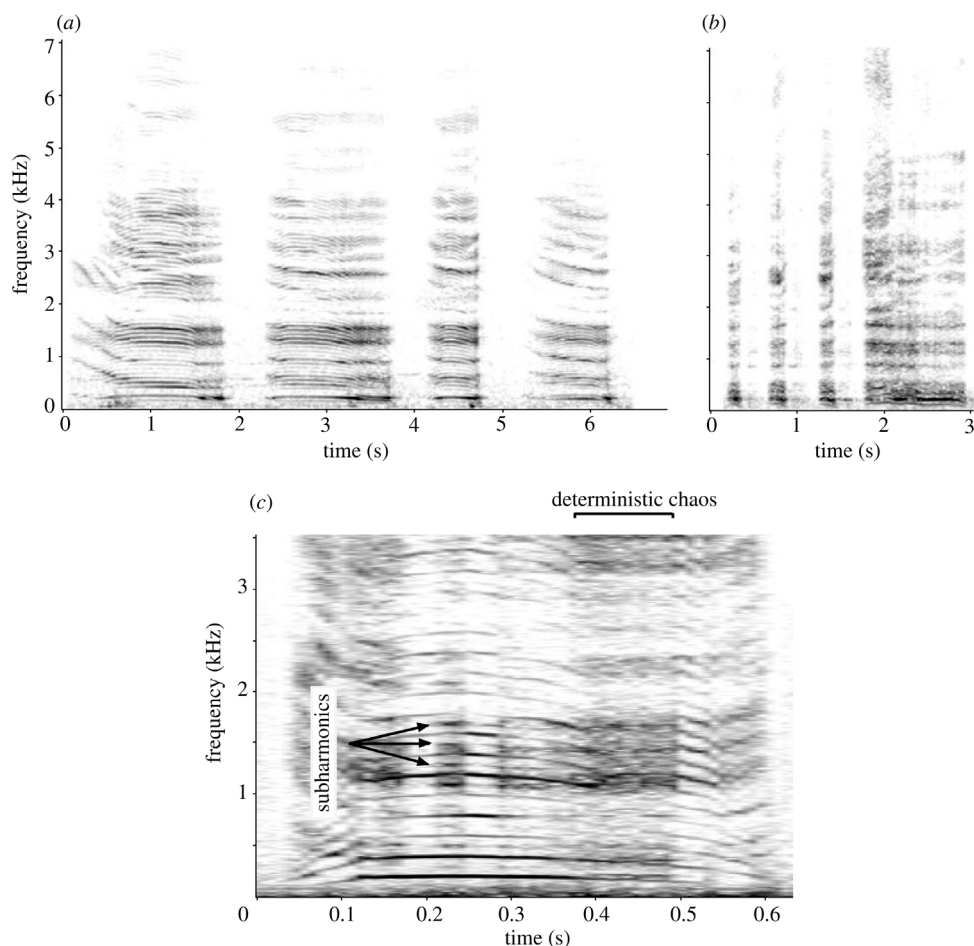 (a)
(b)
7
6
5
4
3
2
1
0
frequency (kHz)
0 1 2 3 4 5 6
time (s)
0 1 2 3
time (s)
(c)
deterministic chaos
3
2
1
0
frequency (kHz)
subharmonics
0.1 0.2 0.3 0.4 0.5 0.6
time (s)